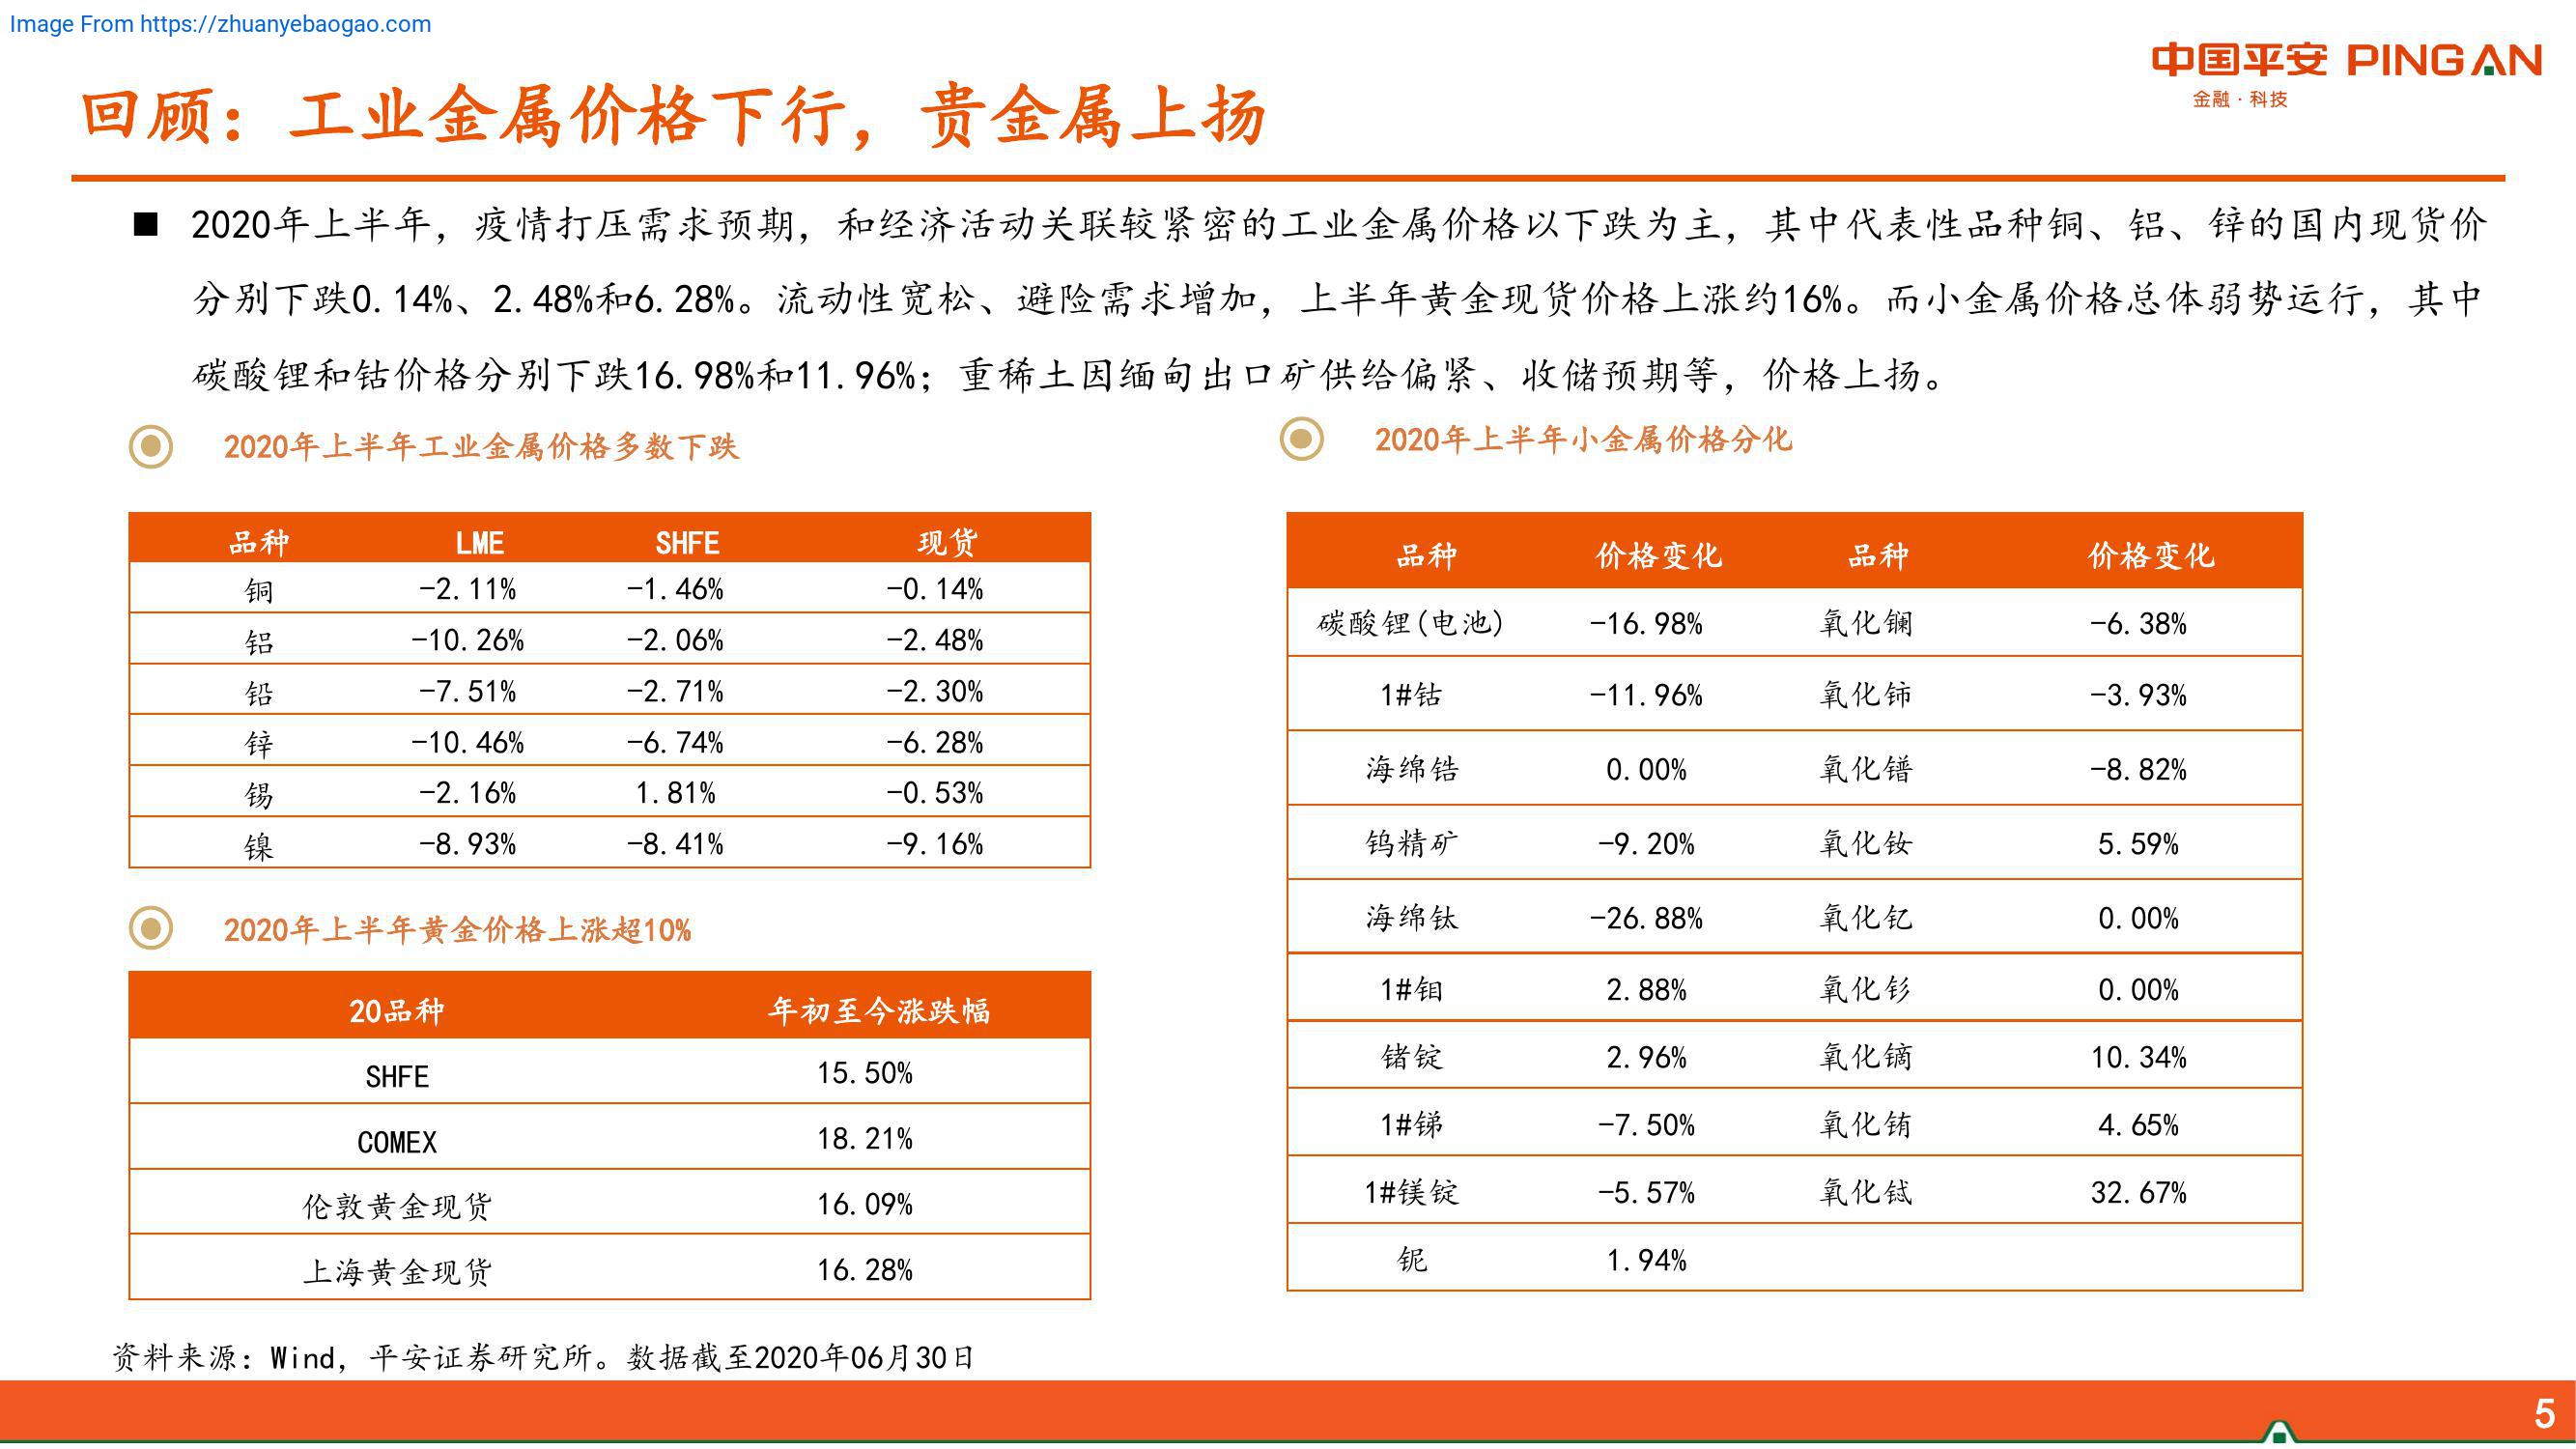 Image From https://zhuanyebaogao.com
中国平安 PINGAN
金融·科技
回顾：工业金属价格下行，贵金属上扬
■ 2020年上半年，疫情打压需求预期，和经济活动关联较紧密的工业金属价格以下跌为主，其中代表性品种铜、铝、锌的国内现货价
分别下跌0.14%、2.48%和6.28%。流动性宽松、避险需求增加，上半年黄金现货价格上涨约16%。而小金属价格总体弱势运行，其中
碳酸锂和钴价格分别下跌16.98%和11.96%；重稀土因缅甸出口矿供给偏紧、收储预期等，价格上扬。
2020年上半年工业金属价格多数下跌
品种 LME SHFE 现货
铜 -2.11% -1.46% -0.14%
铝 -10.26% -2.06% -2.48%
铅 -7.51% -2.71% -2.30%
锌 -10.46% -6.74% -6.28%
锡 -2.16% 1.81% -0.53%
镍 -8.93% -8.41% -9.16%
2020年上半年黄金价格上涨超10%
20品种 年初至今涨跌幅
SHFE 15.50%
COMEX 18.21%
伦敦黄金现货 16.09%
上海黄金现货 16.28%
2020年上半年小金属价格分化
品种 价格变化 品种 价格变化
碳酸锂(电池) -16.98% 氧化镧 -6.38%
1#钴 -11.96% 氧化铈 -3.93%
海绵锆 0.00% 氧化镨 -8.82%
钨精矿 -9.20% 氧化钕 5.59%
海绵钛 -26.88% 氧化钇 0.00%
1#钼 2.88% 氧化钐 0.00%
锗锭 2.96% 氧化镝 10.34%
1#锑 -7.50% 氧化铕 4.65%
1#镁锭 -5.57% 氧化铽 32.67%
铌 1.94%
资料来源：Wind，平安证券研究所。数据截至2020年06月30日
5